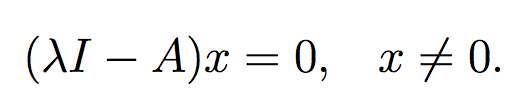 (λI − A)x = 0, x ≠ 0.